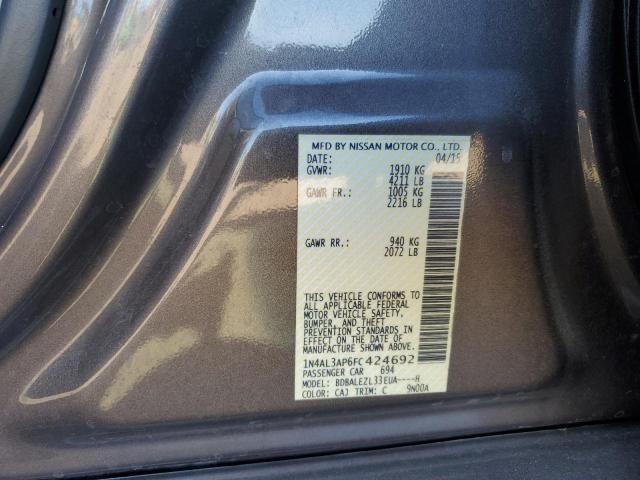 MFD BY NISSAN MOTOR CO., LTD.
DATE: 04/15
GVWR: 1910 KG
4211 LB
GAWR FR.: 1005 KG
2216 LB
GAWR RR.: 940 KG
2072 LB
THIS VEHICLE CONFORMS TO
ALL APPLICABLE FEDERAL
MOTOR VEHICLE SAFETY,
BUMPER, AND THEFT
PREVENTION STANDARDS IN
EFFECT ON THE DATE OF
MANUFACTURE SHOWN ABOVE.
1N4AL3AP6FC424692
PASSENGER CAR 694
MODEL: BDBALEZL33EUA----H
COLOR: CAJ TRIM: C 9N00A